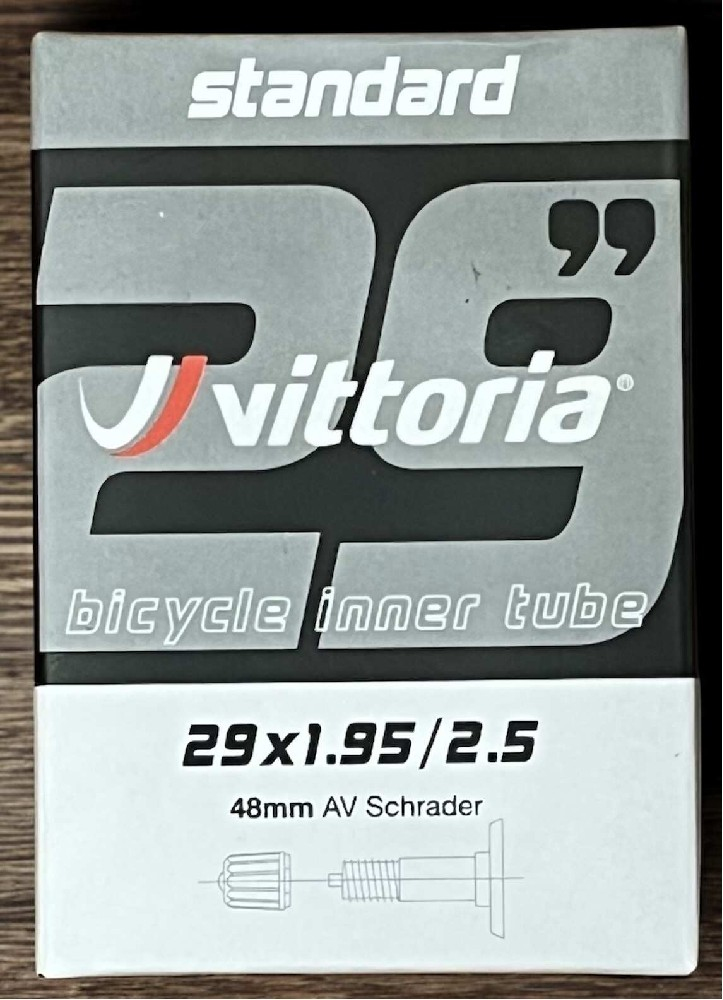 standard
29”
vittoria®
bicycle inner tube
29x1.95/2.5
48mm AV Schrader